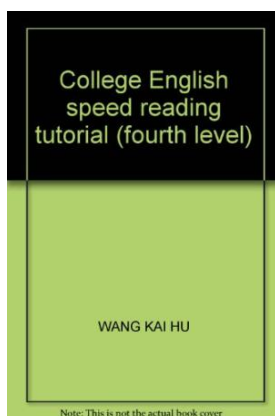 College English
speed reading
tutorial (fourth level)
WANG KAI HU
Note: This is not the actual book cover